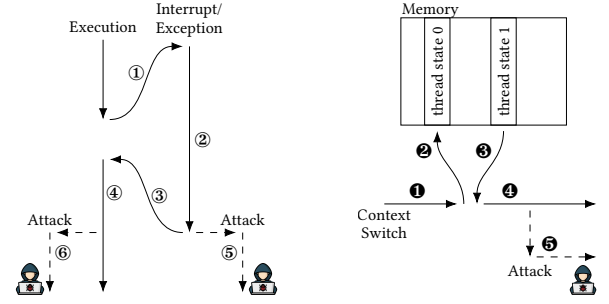 Execution
Interrupt/
Exception
①
②
③
④
Attack
⑥
Attack
⑤
Memory
thread state 0
thread state 1
❷
❸
❶
❹
Context
Switch
❺
Attack